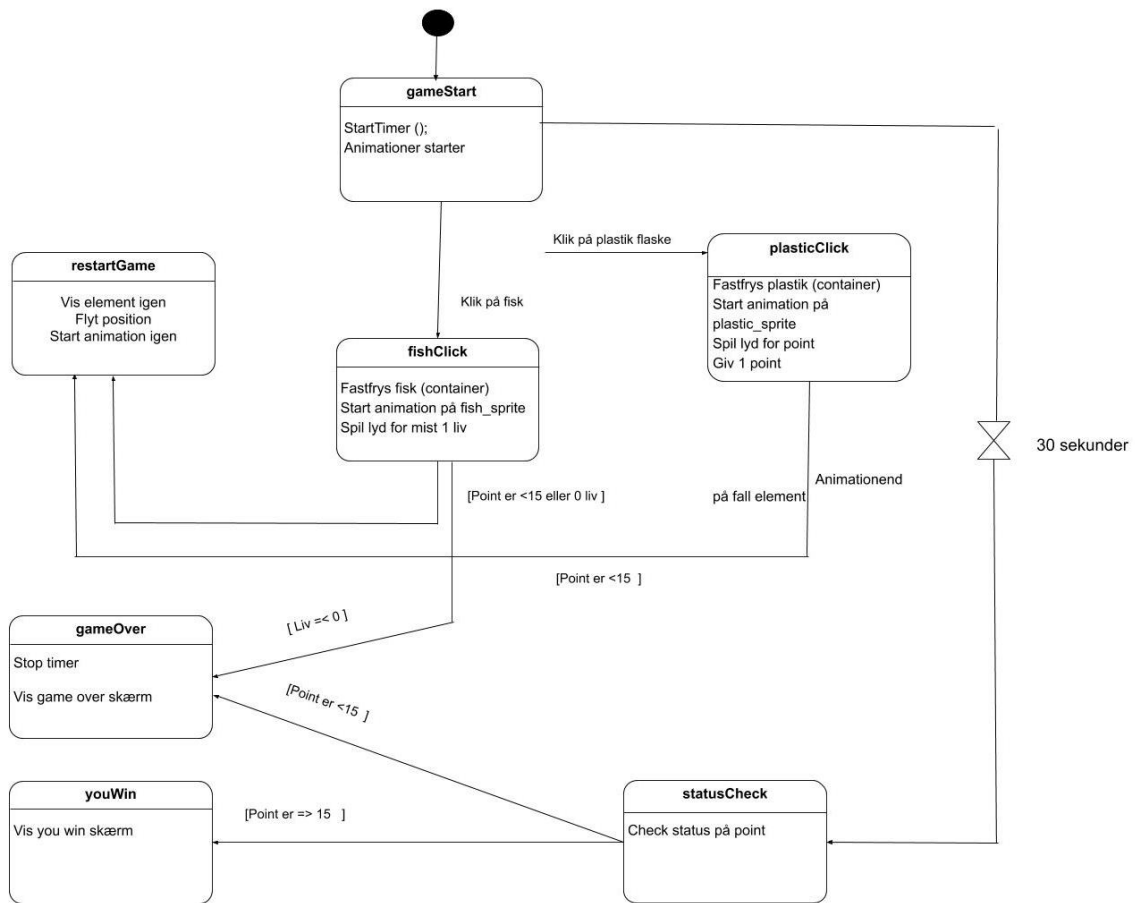 gameStart
StartTimer ();
Animationer starter
Klik på plastik flaske
plasticClick
Fastfrys plastik (container)
Start animation på
plastic_sprite
Spil lyd for point
Giv 1 point
restartGame
Vis element igen
Flyt position
Start animation igen
Klik på fisk
fishClick
Fastfrys fisk (container)
Start animation på fish_sprite
Spil lyd for mist 1 liv
30 sekunder
Animationend
på fall element
[Point er <15 eller 0 liv ]
[Point er <15 ]
[ Liv =< 0 ]
gameOver
Stop timer
Vis game over skærm
[Point er <15 ]
youWin
Vis you win skærm
[Point er => 15 ]
statusCheck
Check status på point